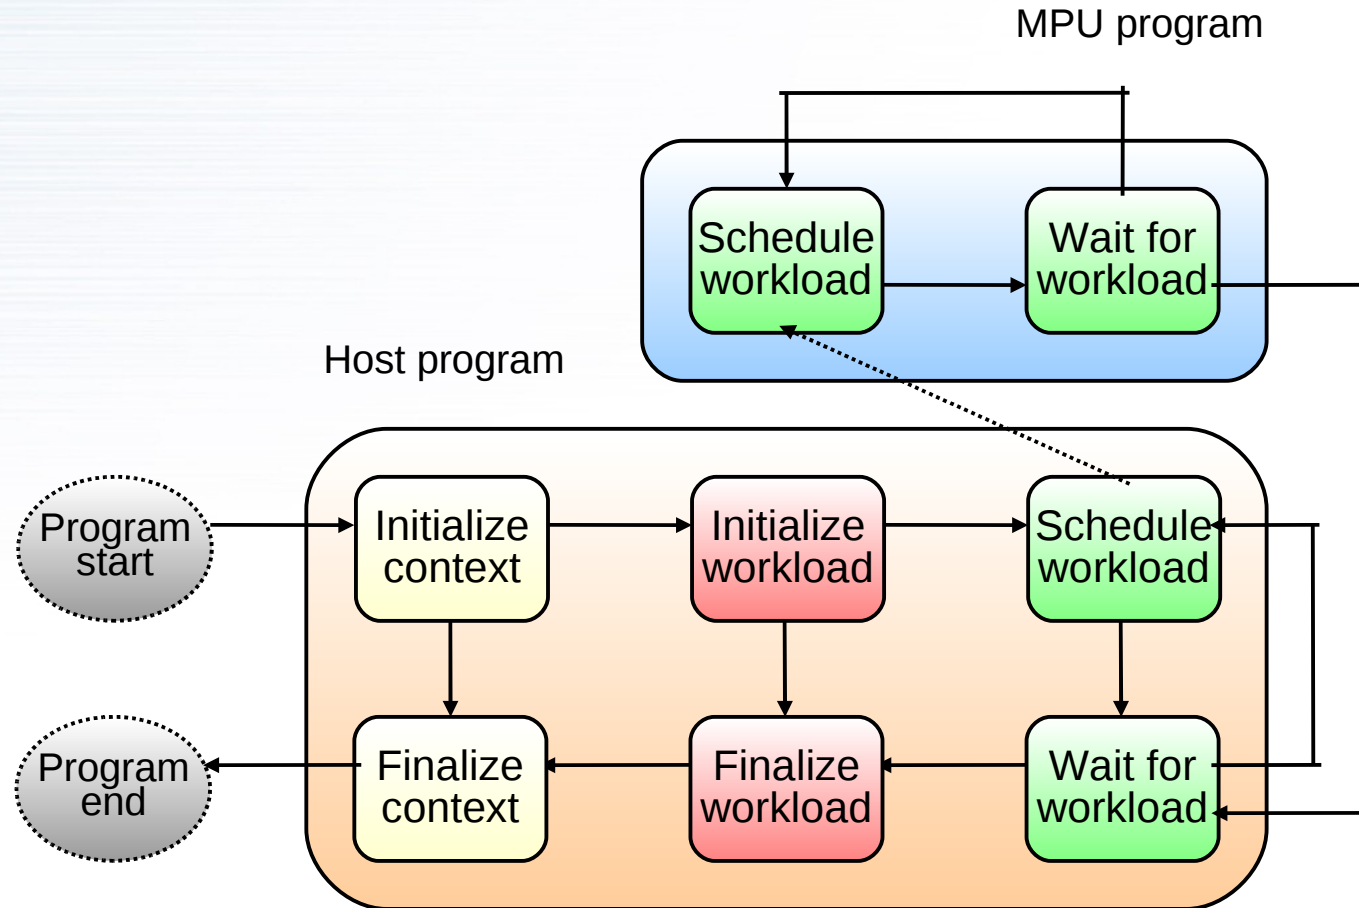 MPU program
Schedule
workload
Wait for
workload
Host program
Program
start
Initialize
context
Initialize
workload
Schedule
workload
Program
end
Finalize
context
Finalize
workload
Wait for
workload